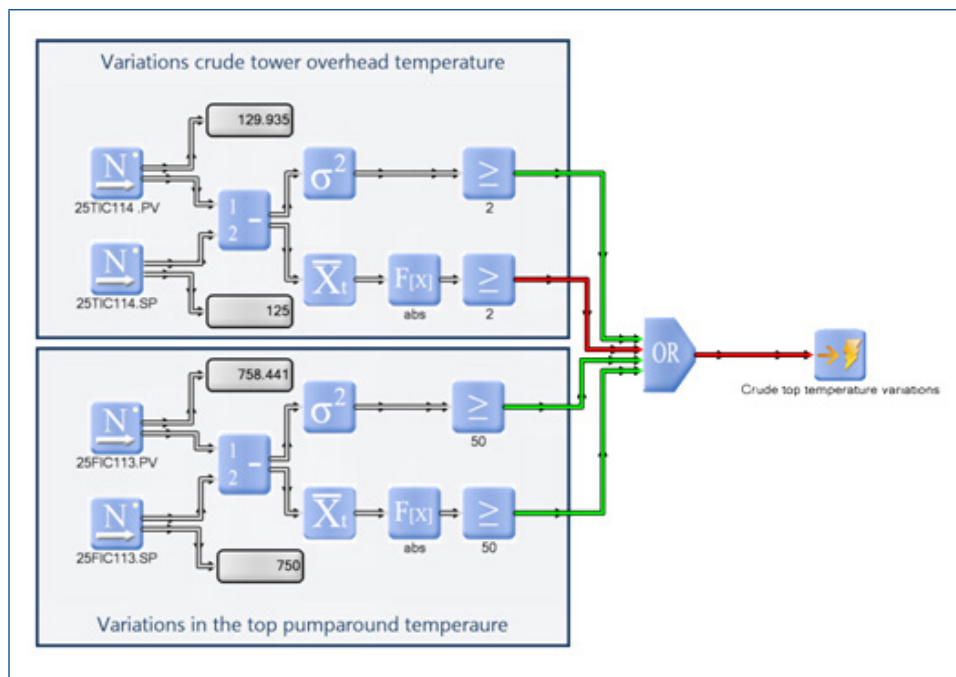 Variations crude tower overhead temperature
129.935
N
25TIC114 .PV
1
2
−
σ²
≥
2
N
25TIC114.SP
125
X̅t
F[X]
abs
≥
2
OR
Crude top temperature variations
758.441
N
25FIC113.PV
1
2
−
σ²
≥
50
N
25FIC113.SP
750
X̅t
F[X]
abs
≥
50
Variations in the top pumparound temperaure